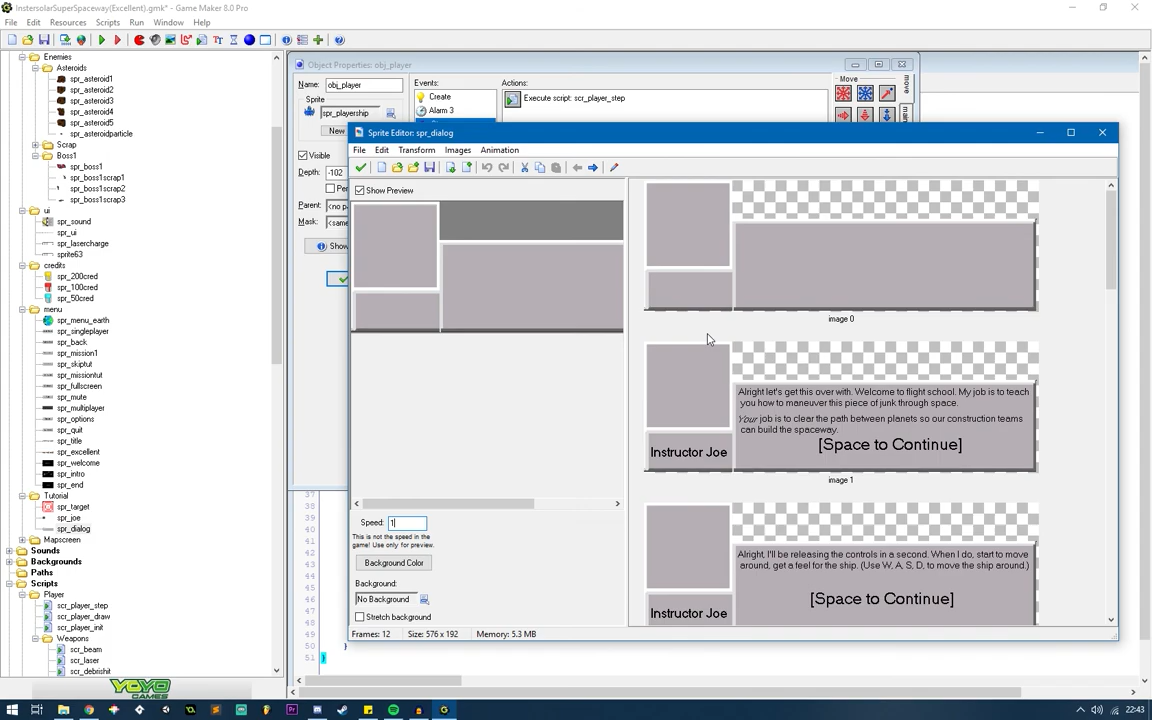 InstersolarSuperSpaceway(Excellent).gmk* - Game Maker 8.0 Pro
File Edit Resources Scripts Run Window Help
Enemies
Asteroids
spr_asteroid1
spr_asteroid2
spr_asteroid3
spr_asteroid4
spr_asteroid5
spr_asteroidparticle
Scrap
Boss1
spr_boss1
spr_boss1scrap1
spr_boss1scrap2
spr_boss1scrap3
ui
spr_sound
spr_ui
spr_lasercharge
sprite63
credits
spr_200cred
spr_100cred
spr_50cred
menu
spr_menu_earth
spr_singleplayer
spr_back
spr_mission1
spr_skiptut
spr_missiontut
spr_fullscreen
spr_mute
spr_multiplayer
spr_options
spr_quit
spr_title
spr_excellent
spr_welcome
spr_intro
spr_end
Tutorial
spr_target
spr_joe
spr_dialog
Mapscreen
Sounds
Backgrounds
Paths
Scripts
Player
scr_player_step
scr_player_draw
scr_player_init
Weapons
scr_beam
scr_laser
scr_debrishit
YOYO
GAMES
Object Properties: obj_player
Name: obj_player
Sprite
spr_playership
New
Visible
Depth: -102
Per
Parent: <no p
Mask: <same
Show
Events:
Create
Alarm 3
Actions:
Execute script: scr_player_step
Move
move
main
Sprite Editor: spr_dialog
File Edit Transform Images Animation
Show Preview
Speed: 1
This is not the speed in the
game! Use only for preview.
Background Color
Background:
No Background
Stretch background
Frames: 12 Size: 576 x 192 Memory: 5.3 MB
image 0
Alright let's get this over with. Welcome to flight school. My job is to teach
you how to maneuver this piece of junk through space.
Your job is to clear the path between planets so our construction teams
can build the spaceway.
[Space to Continue]
Instructor Joe
image 1
Alright, I'll be releasing the controls in a second. When I do, start to move
around, get a feel for the ship. (Use W, A, S, D, to move the ship around.)
[Space to Continue]
Instructor Joe
37
38
39
40
41
42
43
44
45
46
47
48
49
50 }
51 }
22:43